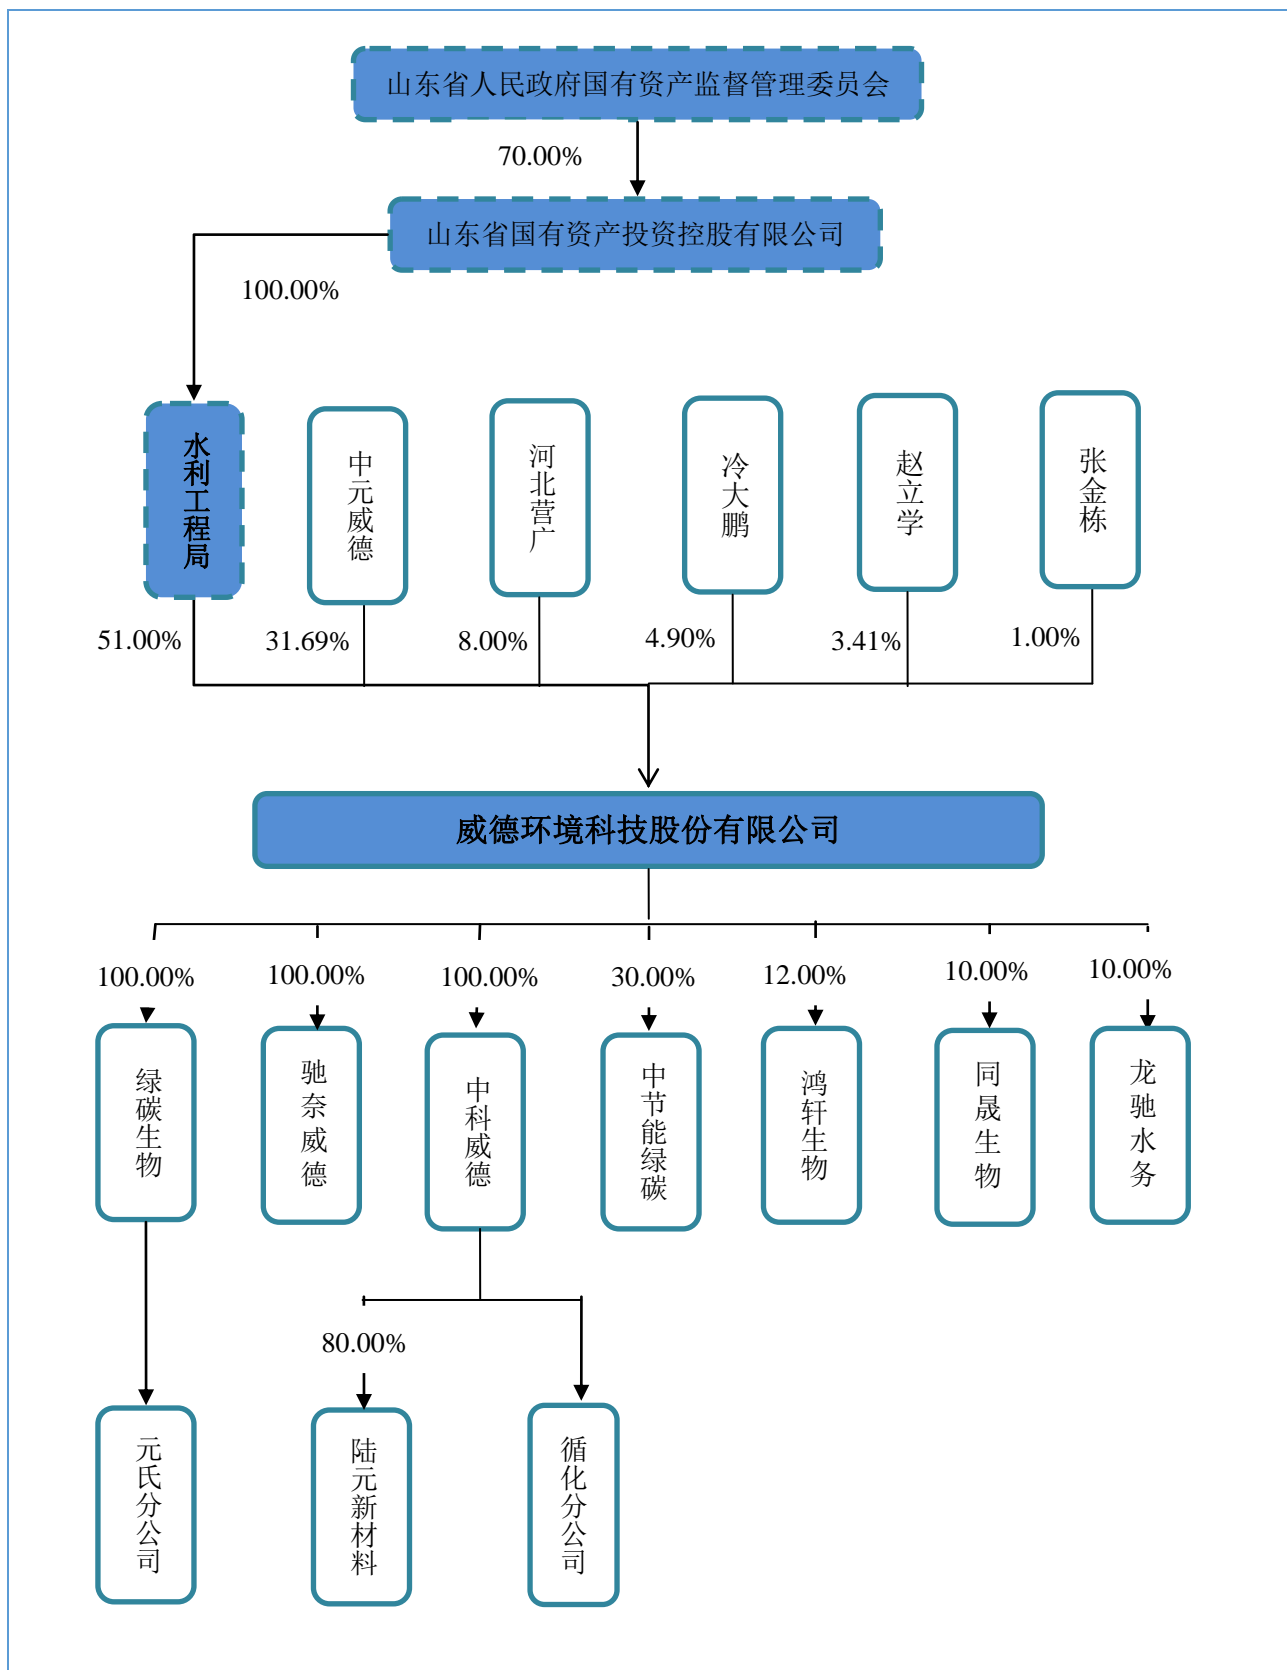 山东省人民政府国有资产监督管理委员会
70.00%
山东省国有资产投资控股有限公司
100.00%
水利工程局
中元威德
河北营广
冷大鹏
赵立学
张金栋
51.00%
31.69%
8.00%
4.90%
3.41%
1.00%
威德环境科技股份有限公司
100.00%
100.00%
100.00%
30.00%
12.00%
10.00%
10.00%
绿碳生物
驰奈威德
中科威德
中节能绿碳
鸿轩生物
同晟生物
龙驰水务
80.00%
元氏分公司
陆元新材料
循化分公司